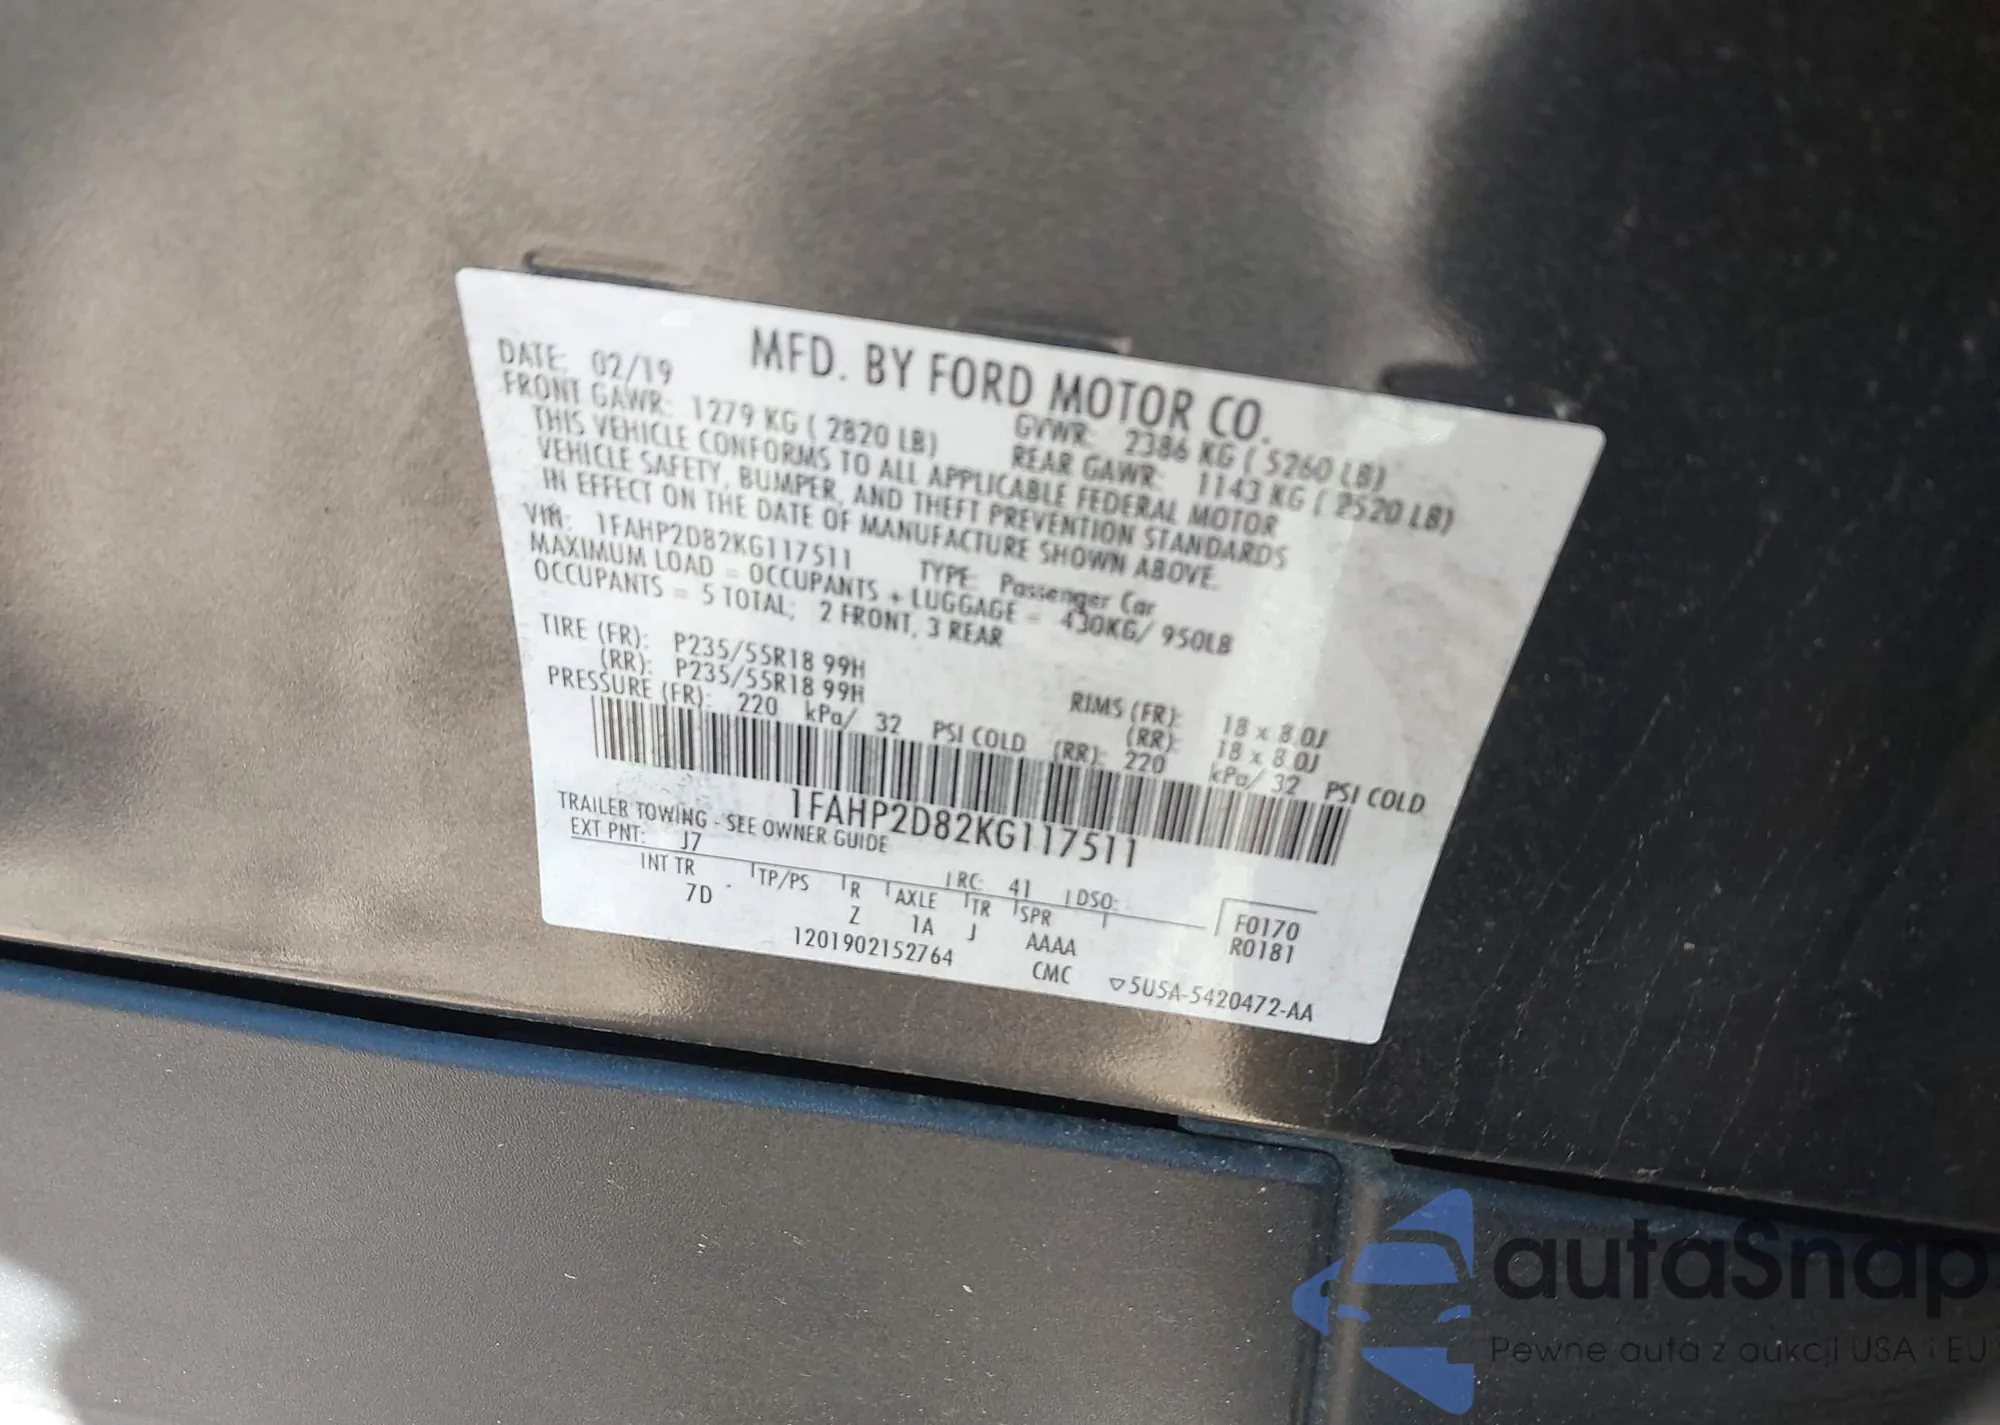 MFD. BY FORD MOTOR CO.
DATE: 02/19 GVWR: 2386 KG ( 5260 LB)
FRONT GAWR: 1279 KG ( 2820 LB) REAR GAWR: 1143 KG ( 2520 LB)
THIS VEHICLE CONFORMS TO ALL APPLICABLE FEDERAL MOTOR
VEHICLE SAFETY, BUMPER, AND THEFT PREVENTION STANDARDS
IN EFFECT ON THE DATE OF MANUFACTURE SHOWN ABOVE.
VIN: 1FAHP2D82KG117511 TYPE: Passenger Car
MAXIMUM LOAD = OCCUPANTS + LUGGAGE = 430KG/ 950LB
OCCUPANTS = 5 TOTAL; 2 FRONT, 3 REAR
TIRE (FR): P235/55R18 99H RIMS (FR): 18 x 8.0J
(RR): P235/55R18 99H (RR): 18 x 8.0J
PRESSURE (FR): 220 kPa/ 32 PSI COLD (RR): 220 kPa/ 32 PSI COLD
1FAHP2D82KG117511
TRAILER TOWING - SEE OWNER GUIDE
EXT PNT: J7 RC: 41 DSO:
INT TR TP/PS R AXLE TR SPR F0170
7D Z 1A J AAAA R0181
1201902152764 CMC ▽5U5A-5420472-AA
autaSnap
Pewne auta z aukcji USA i EU